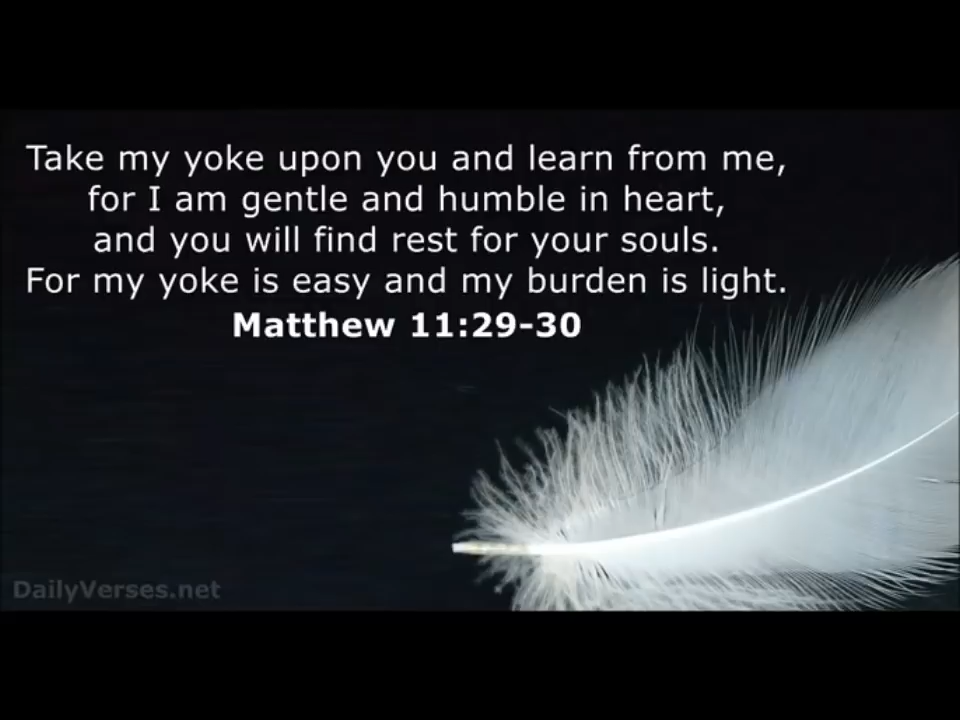 Take my yoke upon you and learn from me,
for I am gentle and humble in heart,
and you will find rest for your souls.
For my yoke is easy and my burden is light.
Matthew 11:29-30
DailyVerses.net